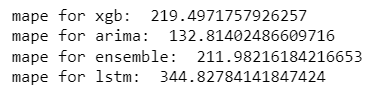 mape for xgb:  219.4971757926257
mape for arima:  132.81402486609716
mape for ensemble:  211.98216184216653
mape for lstm:  344.82784141847424